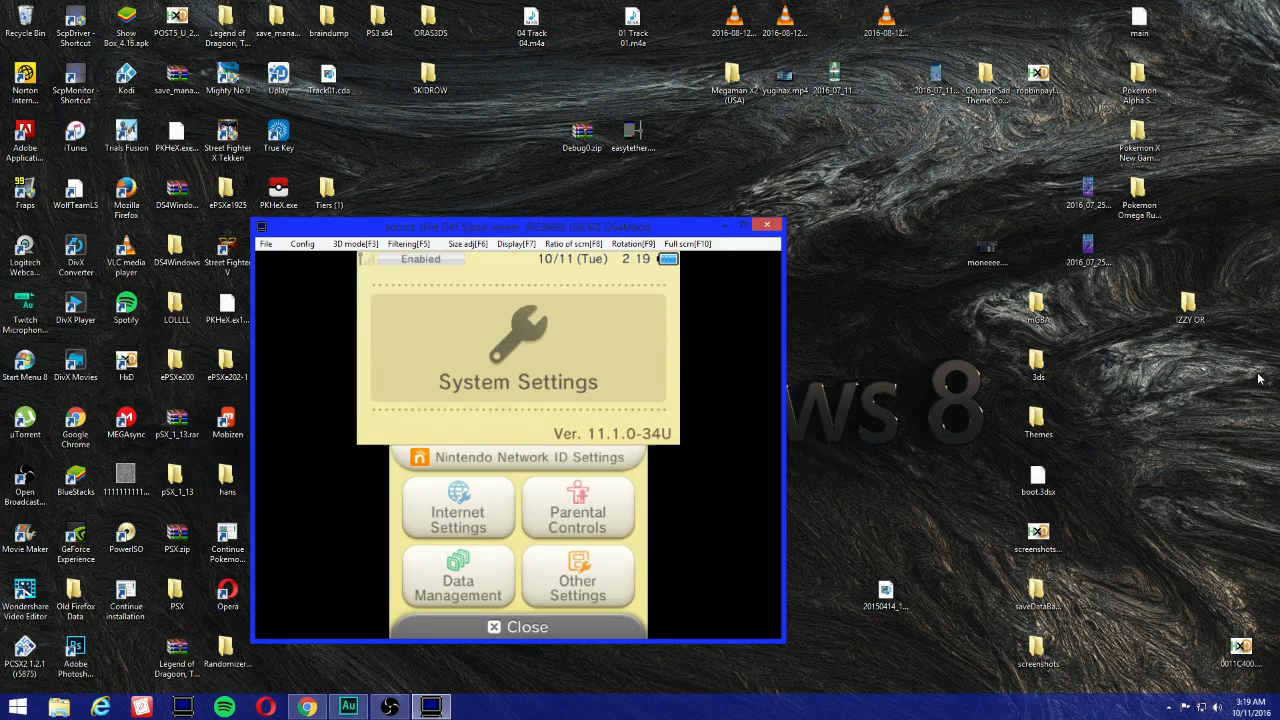 Recycle Bin
ScpDriver -
Shortcut
Show
Box_4.16.apk
POST5_U_2...
Legend of
Dragoon, T...
save_mana...
braindump
PS3 x64
ORAS3DS
04 Track
04.m4a
01 Track
01.m4a
2016-08-12...
2016-08-12...
2016-08-12...
main
Norton
Intern...
ScpMonitor -
Shortcut
Kodi
save_mana...
Mighty No 9
Uplay
Track01.cda
SKIDROW
Megaman X2
(USA)
yuginax.mp4
2016_07_11...
2016_07_11...
Courage Sad
Theme Co...
robbinpayl...
Pokemon
Alpha S...
Adobe
Applicati...
iTunes
Trials Fusion
PKHeX.exe...
Street Fighter
X Tekken
True Key
Debug0.zip
easytether...
Pokemon X
New Gam...
99
Fraps
WolfTeamLS
Mozilla
Firefox
DS4Windo...
ePSXe1925
PKHeX.exe
Tiers (1)
2016_07_25...
Pokemon
Omega Ru...
Logitech
Webca...
DivX
Converter
VLC media
player
DS4Windows
Street Fighter
V
moneeee....
2016_07_25...
Twitch
Microphon...
DivX Player
Spotify
LOLLLL
PKHeX.ex1...
mGBA
IZZY OR
Start Menu 8
DivX Movies
HxD
ePSXe200
ePSXe202-1
3ds
µTorrent
Google
Chrome
MEGAsync
pSX_1_13.rar
Mobizen
Themes
Open
Broadcast...
BlueStacks
1111111111...
pSX_1_13
hans
boot.3dsx
Movie Maker
GeForce
Experience
PowerISO
PSX.zip
Continue
Pokemo...
screenshots...
Wondershare
Video Editor
Old Firefox
Data
Continue
installation
PSX
Opera
20150414_1...
saveDataBa...
PCSX2 1.2.1
(r5875)
Adobe
Photosh...
Legend of
Dragoon, T...
Randomizer...
screenshots
0011C400....
File Config 3D mode[F3] Filtering[F5] Size adj[F6] Display[F7] Ratio of scrn[F8] Rotation[F9] Full scrn[F10]
Enabled 10/11 (Tue) 2 19
System Settings
Ver. 11.1.0-34U
Nintendo Network ID Settings
Internet
Settings
Parental
Controls
Data
Management
Other
Settings
Close
ws 8
Au
3:19 AM
10/11/2016